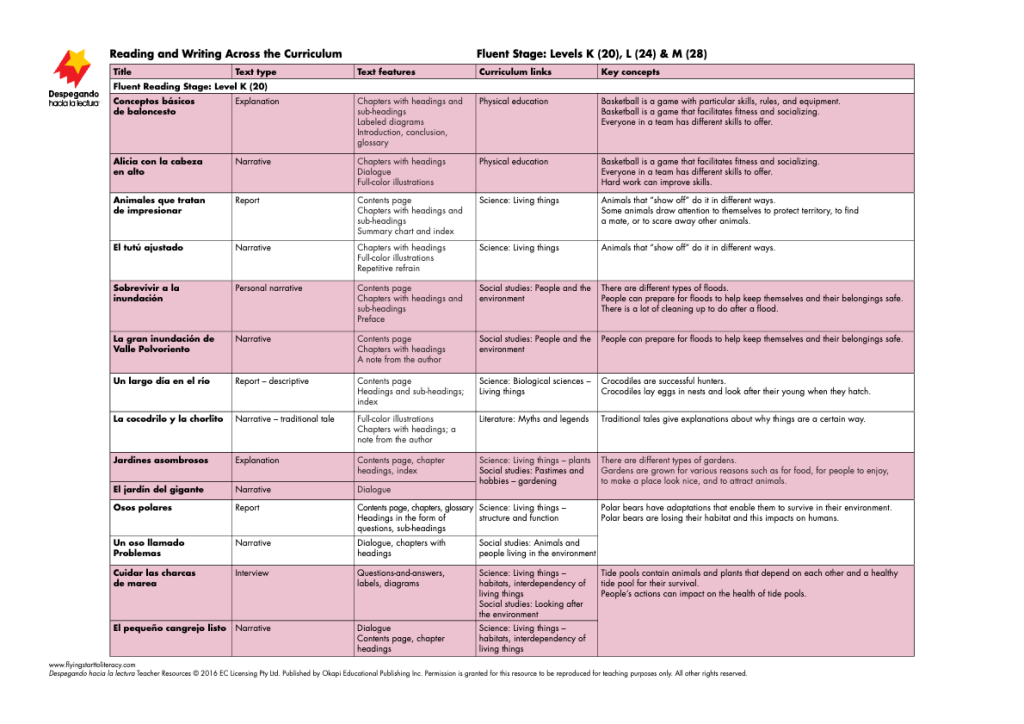 Reading and Writing Across the Curriculum
Fluent Stage: Levels K (20), L (24) & M (28)
Despegando
hacia la lectura
Title Text type Text features Curriculum links Key concepts
Fluent Reading Stage: Level K (20)
Conceptos básicos
de baloncesto
Explanation
Chapters with headings and
sub-headings
Labeled diagrams
Introduction, conclusion,
glossary
Physical education
Basketball is a game with particular skills, rules, and equipment.
Basketball is a game that facilitates fitness and socializing.
Everyone in a team has different skills to offer.
Alicia con la cabeza
en alto
Narrative
Chapters with headings
Dialogue
Full-color illustrations
Physical education
Basketball is a game that facilitates fitness and socializing.
Everyone in a team has different skills to offer.
Hard work can improve skills.
Animales que tratan
de impresionar
Report
Contents page
Chapters with headings and
sub-headings
Summary chart and index
Science: Living things
Animals that "show off" do it in different ways.
Some animals draw attention to themselves to protect territory, to find
a mate, or to scare away other animals.
El tutú ajustado
Narrative
Chapters with headings
Full-color illustrations
Repetitive refrain
Science: Living things
Animals that "show off" do it in different ways.
Sobrevivir a la
inundación
Personal narrative
Contents page
Chapters with headings and
sub-headings
Preface
Social studies: People and the
environment
There are different types of floods.
People can prepare for floods to help keep themselves and their belongings safe.
There is a lot of cleaning up to do after a flood.
La gran inundación de
Valle Polvoriento
Narrative
Contents page
Chapters with headings
A note from the author
Social studies: People and the
environment
People can prepare for floods to help keep themselves and their belongings safe.
Un largo día en el río
Report – descriptive
Contents page
Headings and sub-headings;
index
Science: Biological sciences –
Living things
Crocodiles are successful hunters.
Crocodiles lay eggs in nests and look after their young when they hatch.
La cocodrilo y la chorlito
Narrative – traditional tale
Full-color illustrations
Chapters with headings; a
note from the author
Literature: Myths and legends
Traditional tales give explanations about why things are a certain way.
Jardines asombrosos
Explanation
Contents page, chapter
headings, index
Science: Living things – plants
Social studies: Pastimes and
hobbies – gardening
There are different types of gardens.
Gardens are grown for various reasons such as for food, for people to enjoy,
to make a place look nice, and to attract animals.
El jardín del gigante
Narrative
Dialogue
Osos polares
Report
Contents page, chapters, glossary
Headings in the form of
questions, sub-headings
Science: Living things –
structure and function
Polar bears have adaptations that enable them to survive in their environment.
Polar bears are losing their habitat and this impacts on humans.
Un oso llamado
Problemas
Narrative
Dialogue, chapters with
headings
Social studies: Animals and
people living in the environment
Cuidar las charcas
de marea
Interview
Questions-and-answers,
labels, diagrams
Science: Living things –
habitats, interdependency of
living things
Social studies: Looking after
the environment
Tide pools contain animals and plants that depend on each other and a healthy
tide pool for their survival.
People's actions can impact on the health of tide pools.
El pequeño cangrejo listo
Narrative
Dialogue
Contents page, chapter
headings
Science: Living things –
habitats, interdependency of
living things
www.flyingstarttoliteracy.com
Despegando hacia la lectura Teacher Resources © 2016 EC Licensing Pty Ltd. Published by Okapi Educational Publishing Inc. Permission is granted for this resource to be reproduced for teaching purposes only. All other rights reserved.